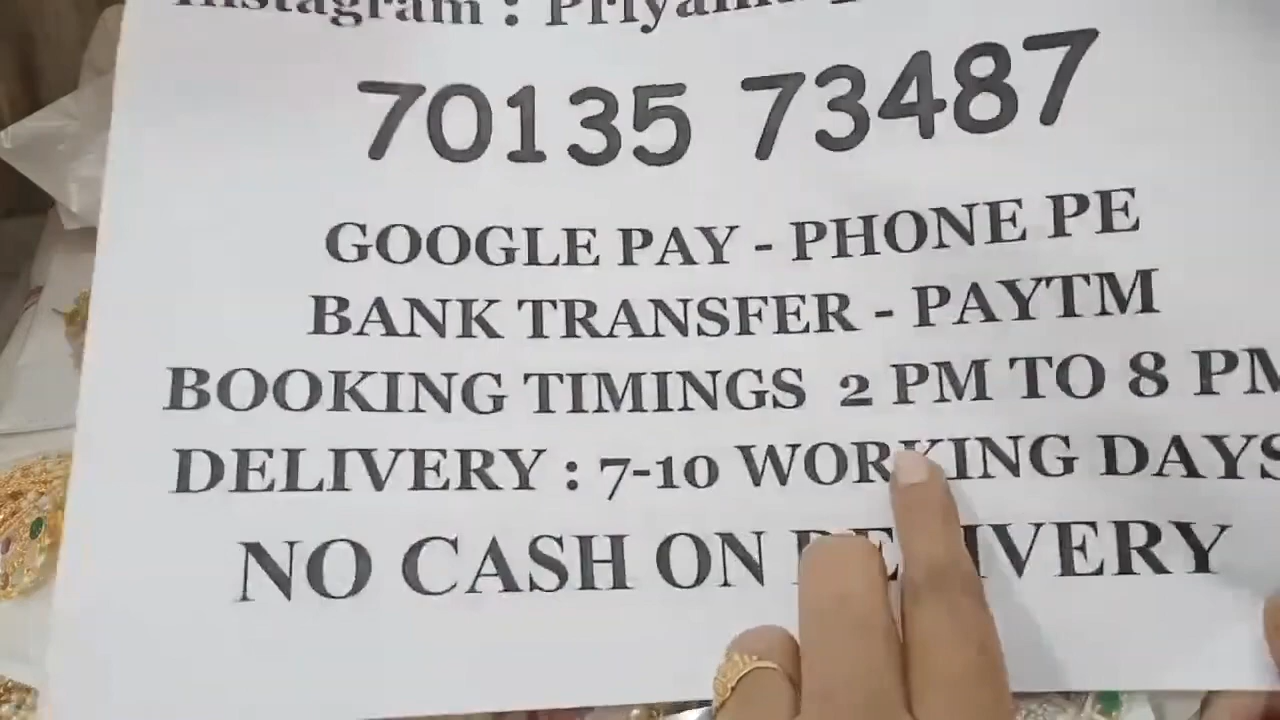 Instagram :
70135 73487
GOOGLE PAY - PHONE PE
BANK TRANSFER - PAYTM
BOOKING TIMINGS 2 PM TO 8 PM
DELIVERY : 7-10 WORKING DAYS
NO CASH ON DELIVERY